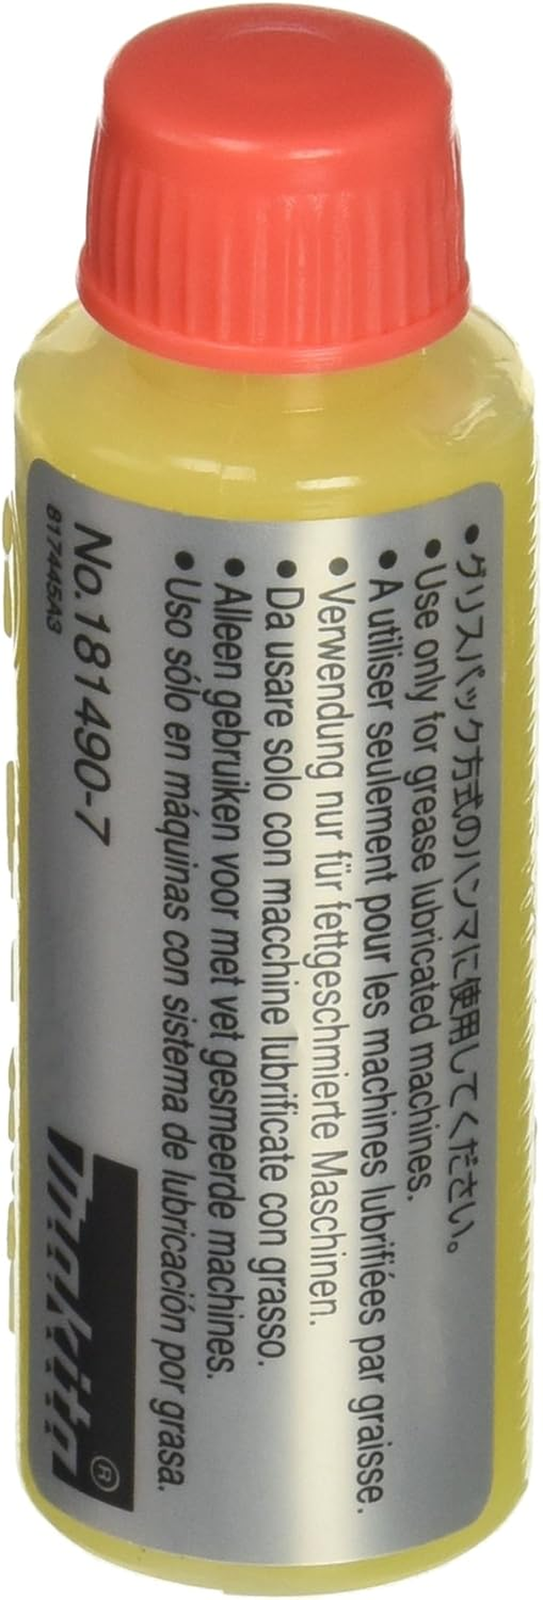 •グリスパック方式のハンマに使用してください。
•Use only for grease lubricated machines.
•A utiliser seulement pour les machines lubrifiées par graisse.
•Verwendung nur für fettgeschmierte Maschinen.
•Da usare solo con macchine lubrificate con grasso.
•Alleen gebruiken voor met vet gesmeerde machines.
•Uso sólo en máquinas con sistema de lubricación por grasa.
No.181490-7
817445A3
makita®